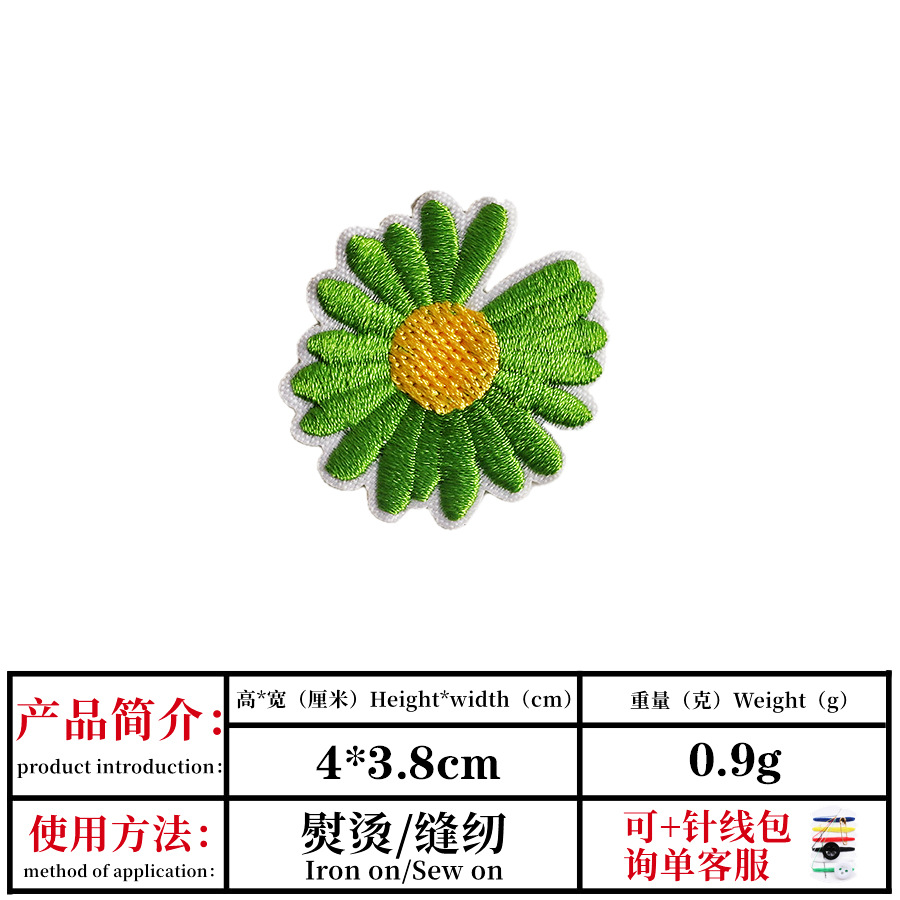 产品简介：
product introduction:
高*宽（厘米）Height*width（cm）
重量（克）Weight（g）
4*3.8cm
0.9g
使用方法：
method of application：
熨烫/缝纫
Iron on/Sew on
可+针线包
询单客服